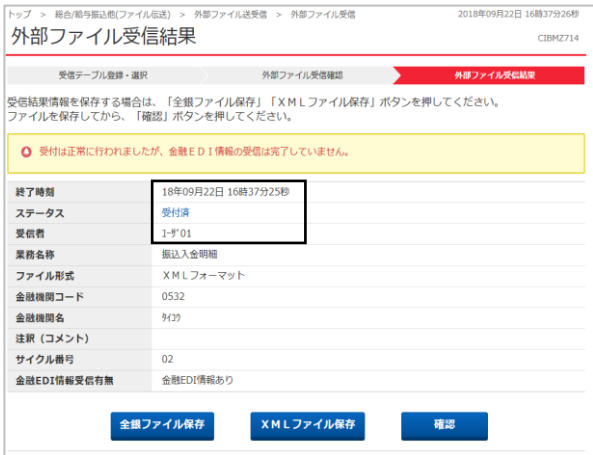 トップ > 総合/給与振込他(ファイル伝送) > 外部ファイル送受信 > 外部ファイル受信
2018年09月22日 16時37分26秒
外部ファイル受信結果
CIBMZ714
受信テーブル登録・選択
外部ファイル受信確認
外部ファイル受信結果
受信結果情報を保存する場合は、「全銀ファイル保存」「XMLファイル保存」ボタンを押してください。
ファイルを保存してから、「確認」ボタンを押してください。
受付は正常に行われましたが、金融EDI情報の受信は完了していません。
終了時刻 18年09月22日 16時37分25秒
ステータス 受付済
受信者 ﾕｰｻﾞ01
業務名称 振込入金明細
ファイル形式 XMLフォーマット
金融機関コード 0532
金融機関名 ﾀｲｺｳ
注釈(コメント)
サイクル番号 02
金融EDI情報受信有無 金融EDI情報あり
全銀ファイル保存
XMLファイル保存
確認